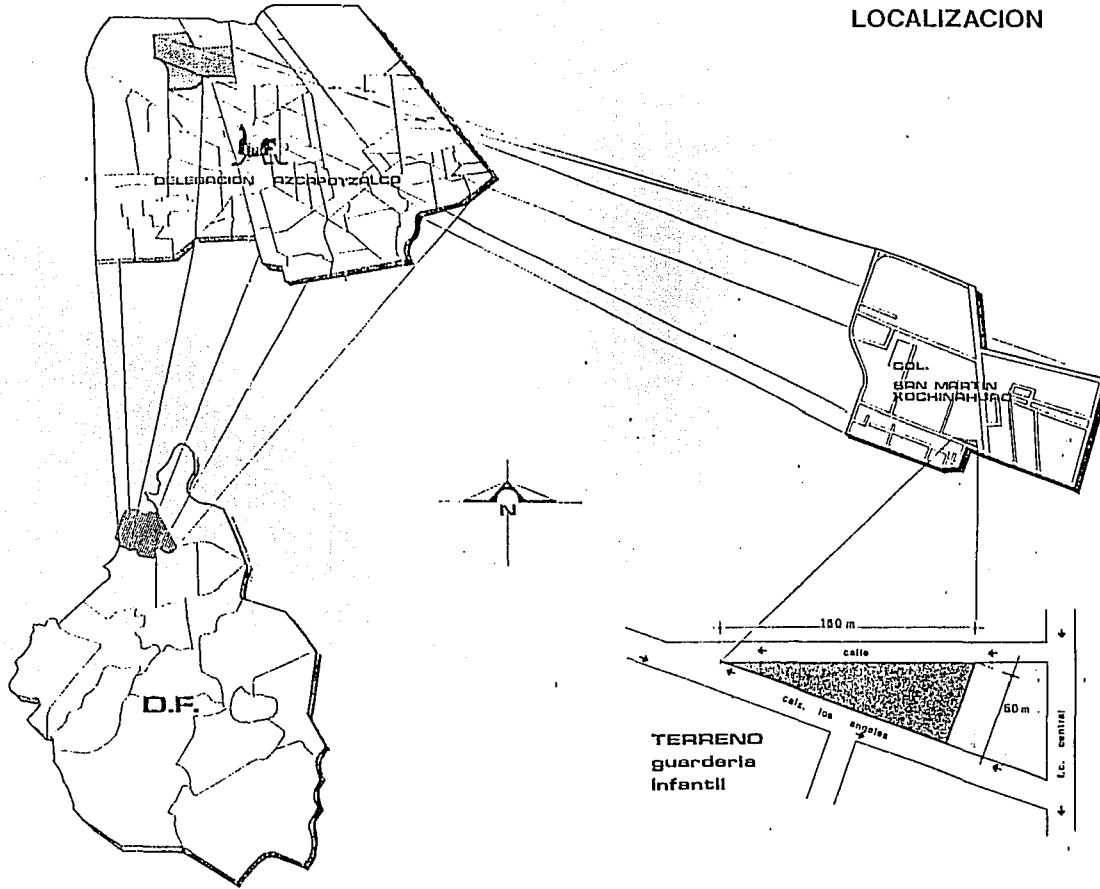 LOCALIZACION
DELEGACION AZCAPOTZALCO
COL.
SAN MARTIN
XOCHINAHUAC
N
D.F.
150 m
calle
calz. los angeles
60 m
f.c. central
TERRENO
guarderia
infantil